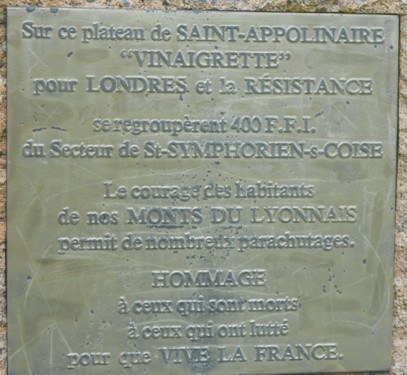 Sur ce plateau de SAINT-APPOLINAIRE
"VINAIGRETTE"
pour LONDRES et la RÉSISTANCE
se regroupèrent 400 F.F.I.
du Secteur de St-SYMPHORIEN-s-COISE
Le courage des habitants
de nos MONTS DU LYONNAIS
permit de nombreux parachutages.
HOMMAGE
à ceux qui sont morts
à ceux qui ont lutté
pour que VIVE LA FRANCE.